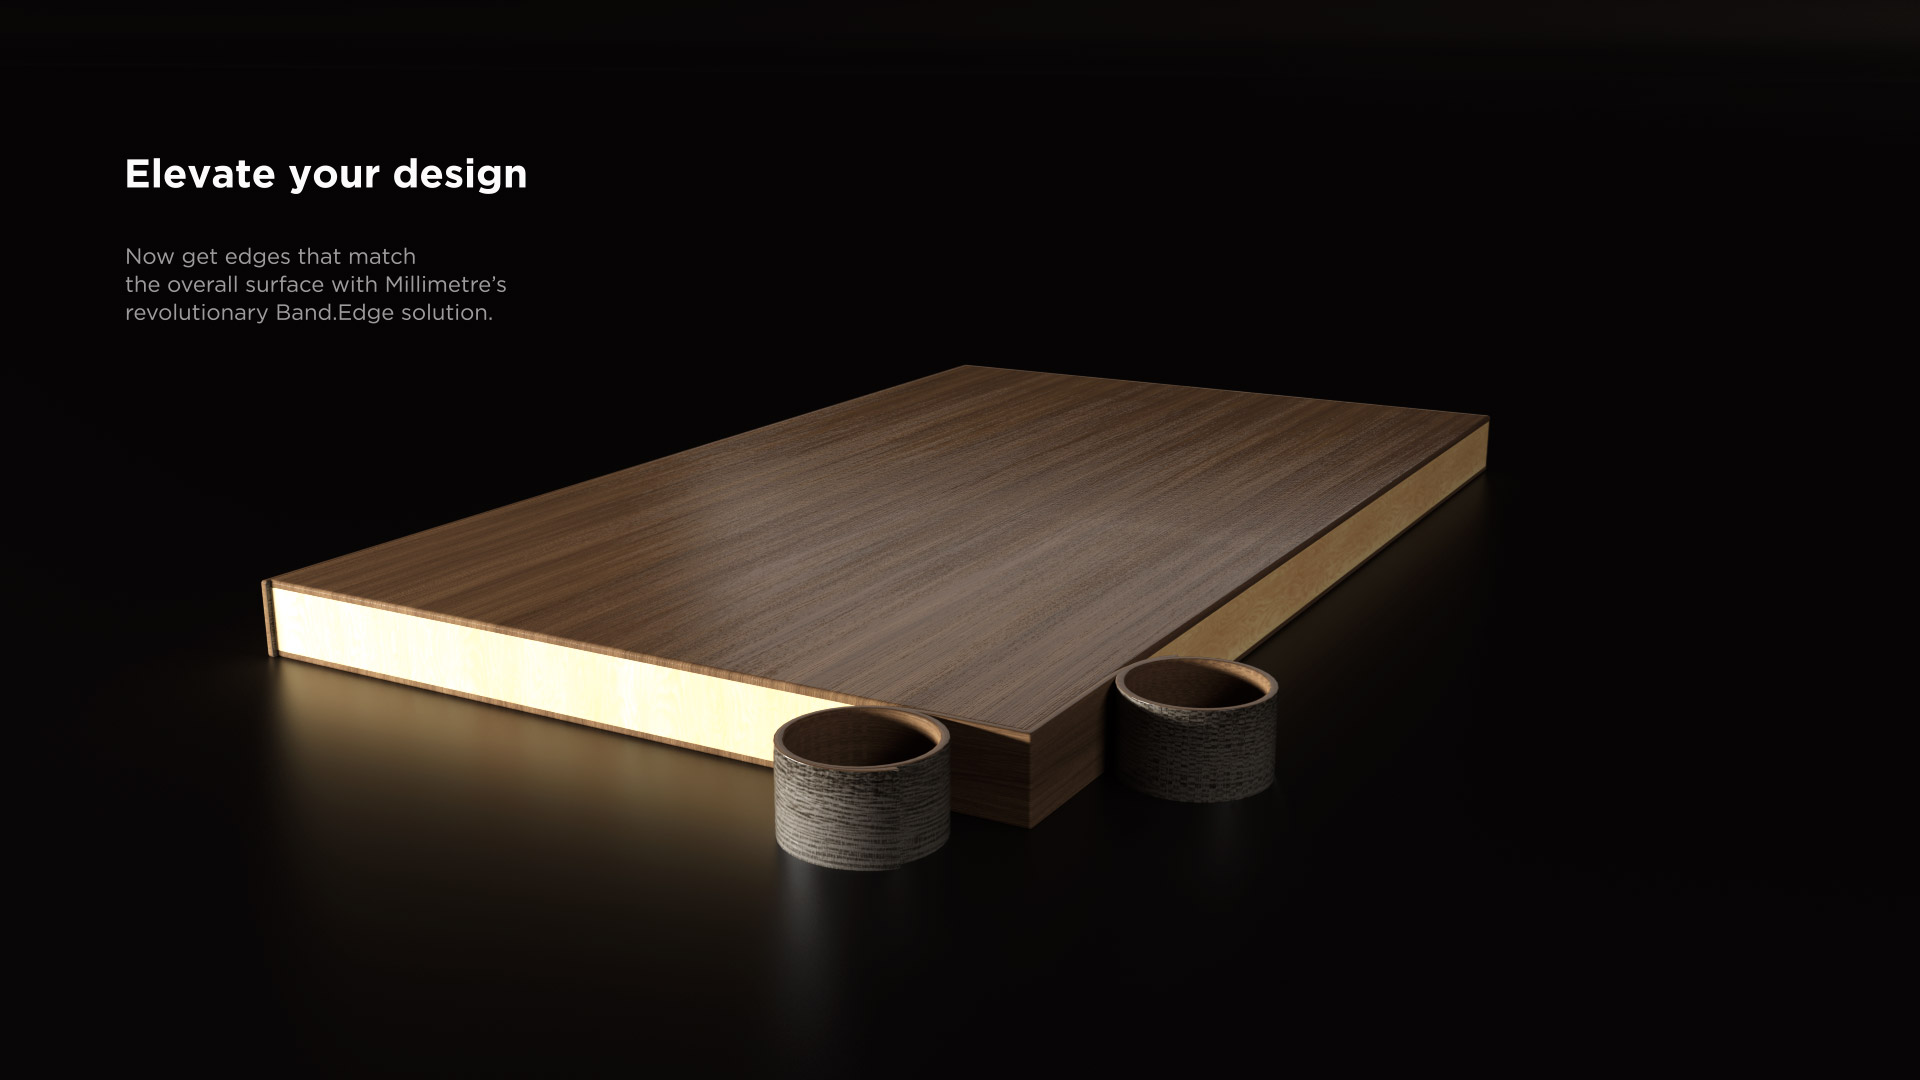 Elevate your design
Now get edges that match
the overall surface with Millimetre’s
revolutionary Band.Edge solution.